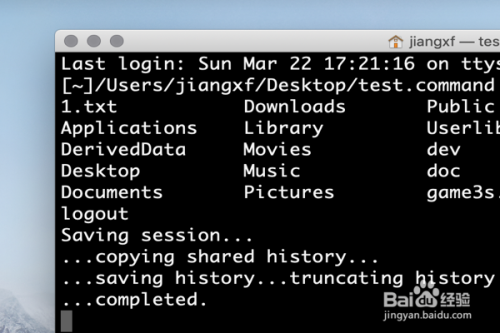 jiangxf — tes
Last login: Sun Mar 22 17:21:16 on ttys
[~]/Users/jiangxf/Desktop/test.command
1.txt Downloads Public
Applications Library Userlib
DerivedData Movies dev
Desktop Music doc
Documents Pictures game3s.
logout
Saving session...
...copying shared history...
...saving history...truncating history
...completed.
Baidu经验
jingyan.baidu.com